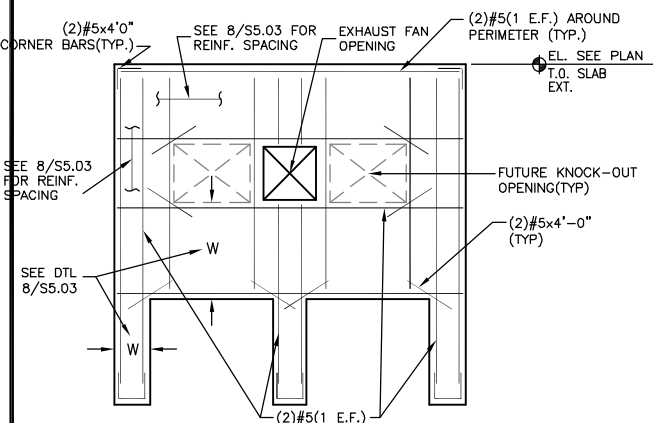 (2)#5x4'0"
CORNER BARS(TYP.)
SEE 8/S5.03 FOR
REINF. SPACING
EXHAUST FAN
OPENING
(2)#5(1 E.F.) AROUND
PERIMETER (TYP.)
EL. SEE PLAN
T.O. SLAB
EXT.
SEE 8/S5.03
FOR REINF.
SPACING
FUTURE KNOCK-OUT
OPENING(TYP)
(2)#5x4'-0"
(TYP)
W
SEE DTL
8/S5.03
W
(2)#5(1 E.F.)